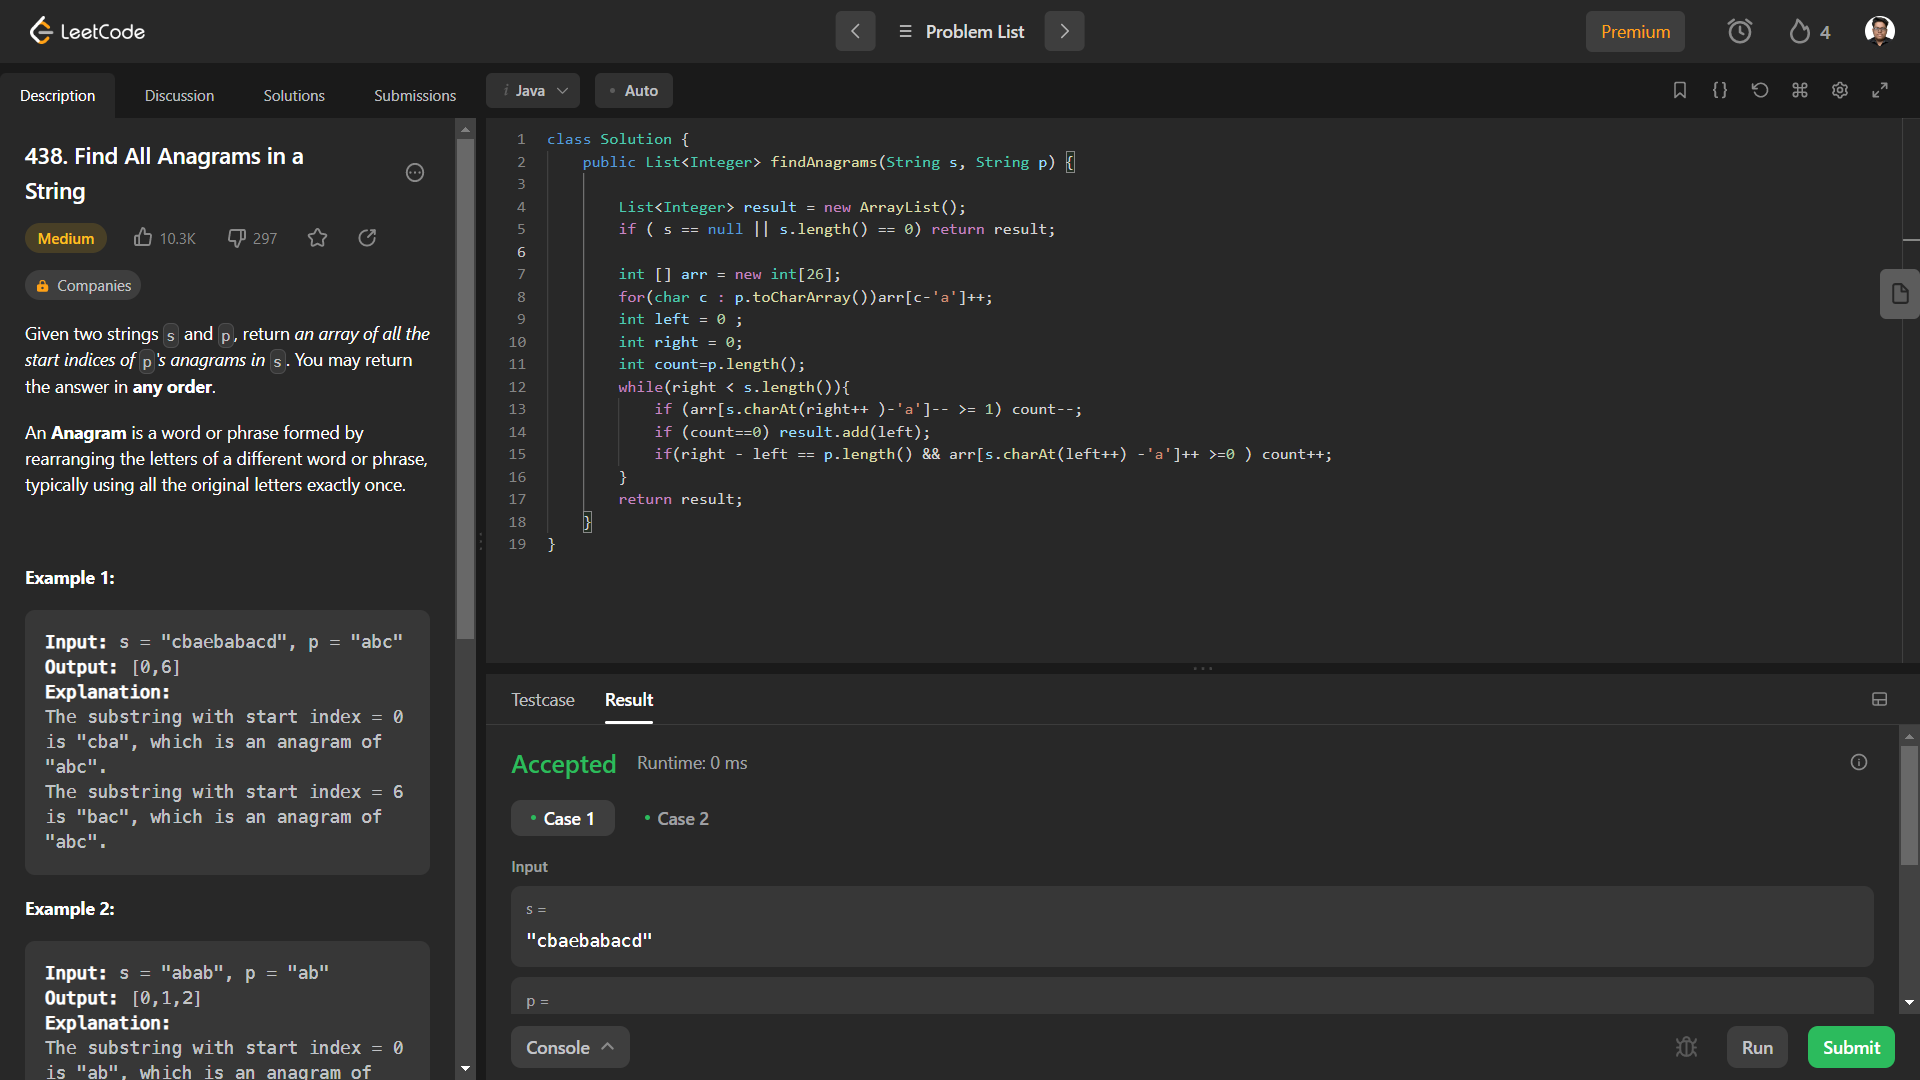 LeetCode
Problem List
Premium
4
Description
Discussion
Solutions
Submissions
i Java
• Auto
438. Find All Anagrams in a
String
Medium
10.3K
297
Companies
Given two strings s and p, return an array of all the
start indices of p's anagrams in s. You may return
the answer in any order.
An Anagram is a word or phrase formed by
rearranging the letters of a different word or phrase,
typically using all the original letters exactly once.
Example 1:
Input: s = "cbaebabacd", p = "abc"
Output: [0,6]
Explanation:
The substring with start index = 0
is "cba", which is an anagram of
"abc".
The substring with start index = 6
is "bac", which is an anagram of
"abc".
Example 2:
Input: s = "abab", p = "ab"
Output: [0,1,2]
Explanation:
The substring with start index = 0
is "ab", which is an anagram of
1 class Solution {
2 public List<Integer> findAnagrams(String s, String p) {
3
4 List<Integer> result = new ArrayList();
5 if ( s == null || s.length() == 0) return result;
6
7 int [] arr = new int[26];
8 for(char c : p.toCharArray())arr[c-'a']++;
9 int left = 0 ;
10 int right = 0;
11 int count=p.length();
12 while(right < s.length()){
13 if (arr[s.charAt(right++ )-'a']-- >= 1) count--;
14 if (count==0) result.add(left);
15 if(right - left == p.length() && arr[s.charAt(left++) -'a']++ >=0 ) count++;
16 }
17 return result;
18 }
19 }
Testcase
Result
Accepted
Runtime: 0 ms
• Case 1
• Case 2
Input
s =
"cbaebabacd"
p =
Console
Run
Submit